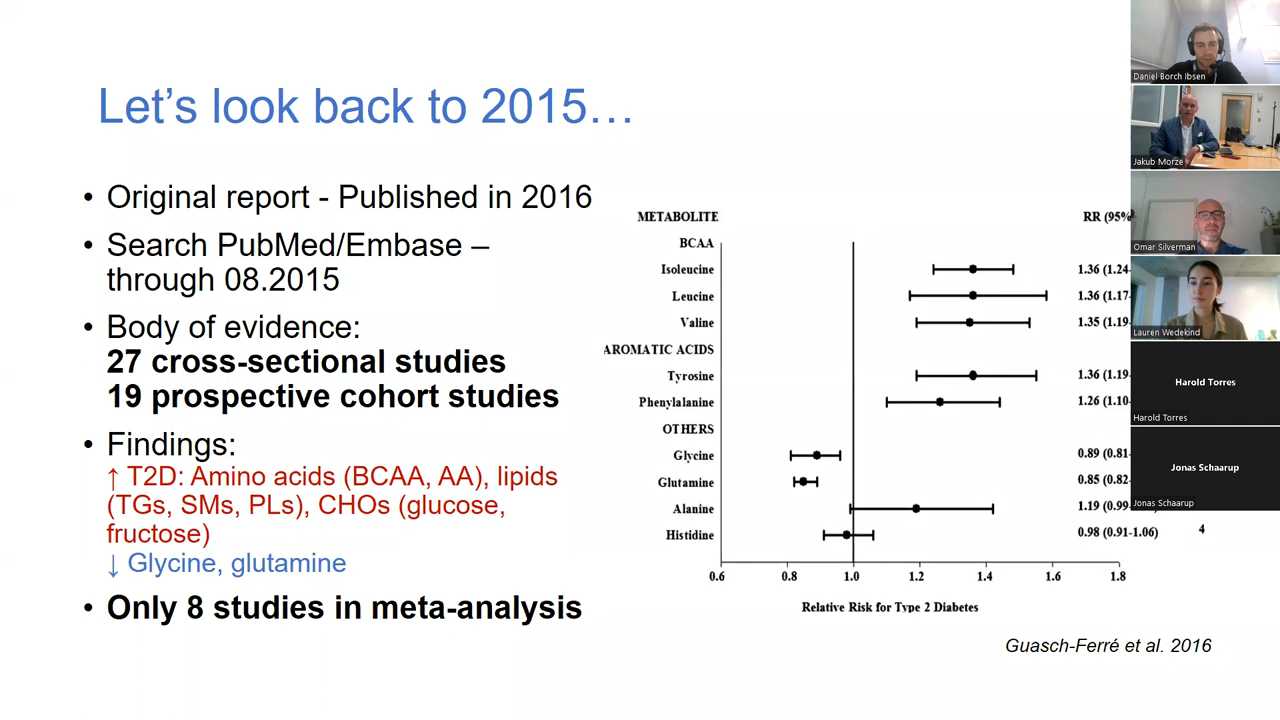 Let's look back to 2015…
• Original report - Published in 2016
• Search PubMed/Embase –
through 08.2015
• Body of evidence:
27 cross-sectional studies
19 prospective cohort studies
• Findings:
↑ T2D: Amino acids (BCAA, AA), lipids
(TGs, SMs, PLs), CHOs (glucose,
fructose)
↓ Glycine, glutamine
• Only 8 studies in meta-analysis
METABOLITE RR (95%
BCAA
Isoleucine 1.36 (1.24
Leucine 1.36 (1.17
Valine 1.35 (1.19
AROMATIC ACIDS
Tyrosine 1.36 (1.19
Phenylalanine 1.26 (1.10
OTHERS
Glycine 0.89 (0.81
Glutamine 0.85 (0.82
Alanine 1.19 (0.99
Histidine 0.98 (0.91-1.06)
0.6 0.8 1.0 1.2 1.4 1.6 1.8
Relative Risk for Type 2 Diabetes
Guasch-Ferré et al. 2016
4
Daniel Borch Ibsen
Jakub Morze
Omar Silverman
Lauren Wedekind
Harold Torres
Harold Torres
Jonas Schaarup
Jonas Schaarup